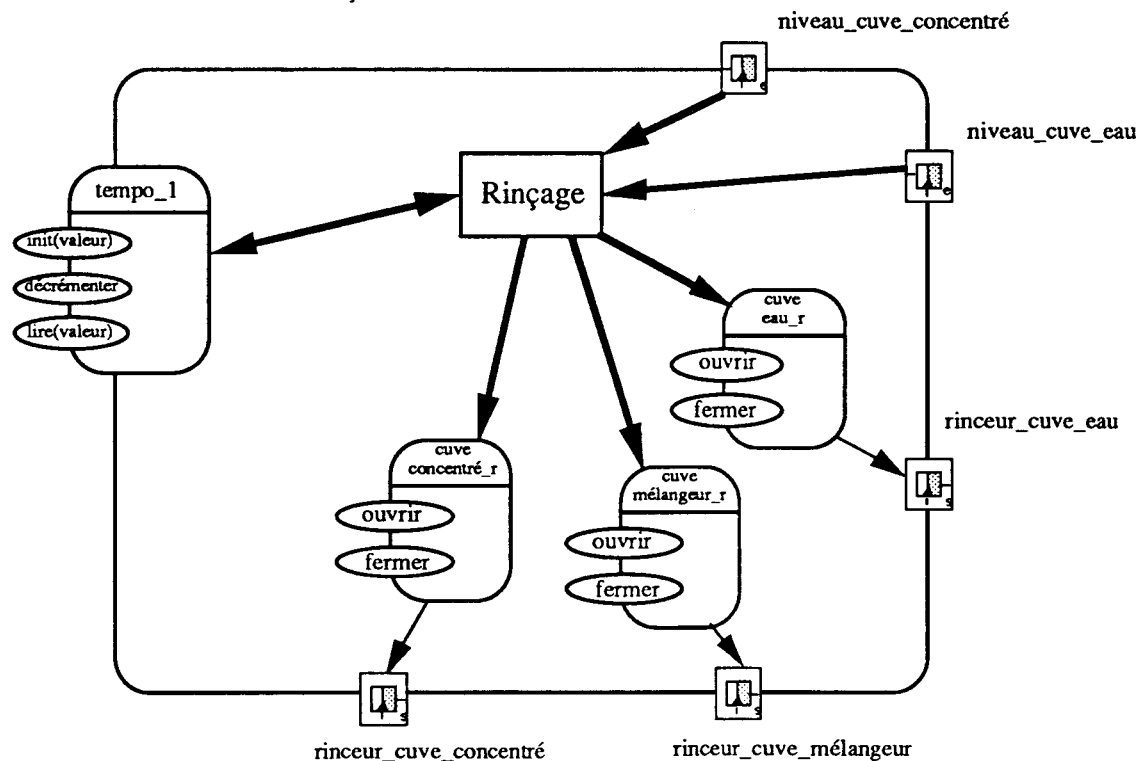 niveau_cuve_concentré
niveau_cuve_eau
tempo_1
Rinçage
init(valeur)
décrémenter
lire(valeur)
cuve
eau_r
ouvrir
fermer
rinceur_cuve_eau
cuve
concentré_r
ouvrir
fermer
cuve
mélangeur_r
ouvrir
fermer
e
e
s
s
s
rinceur_cuve_concentré
rinceur_cuve_mélangeur